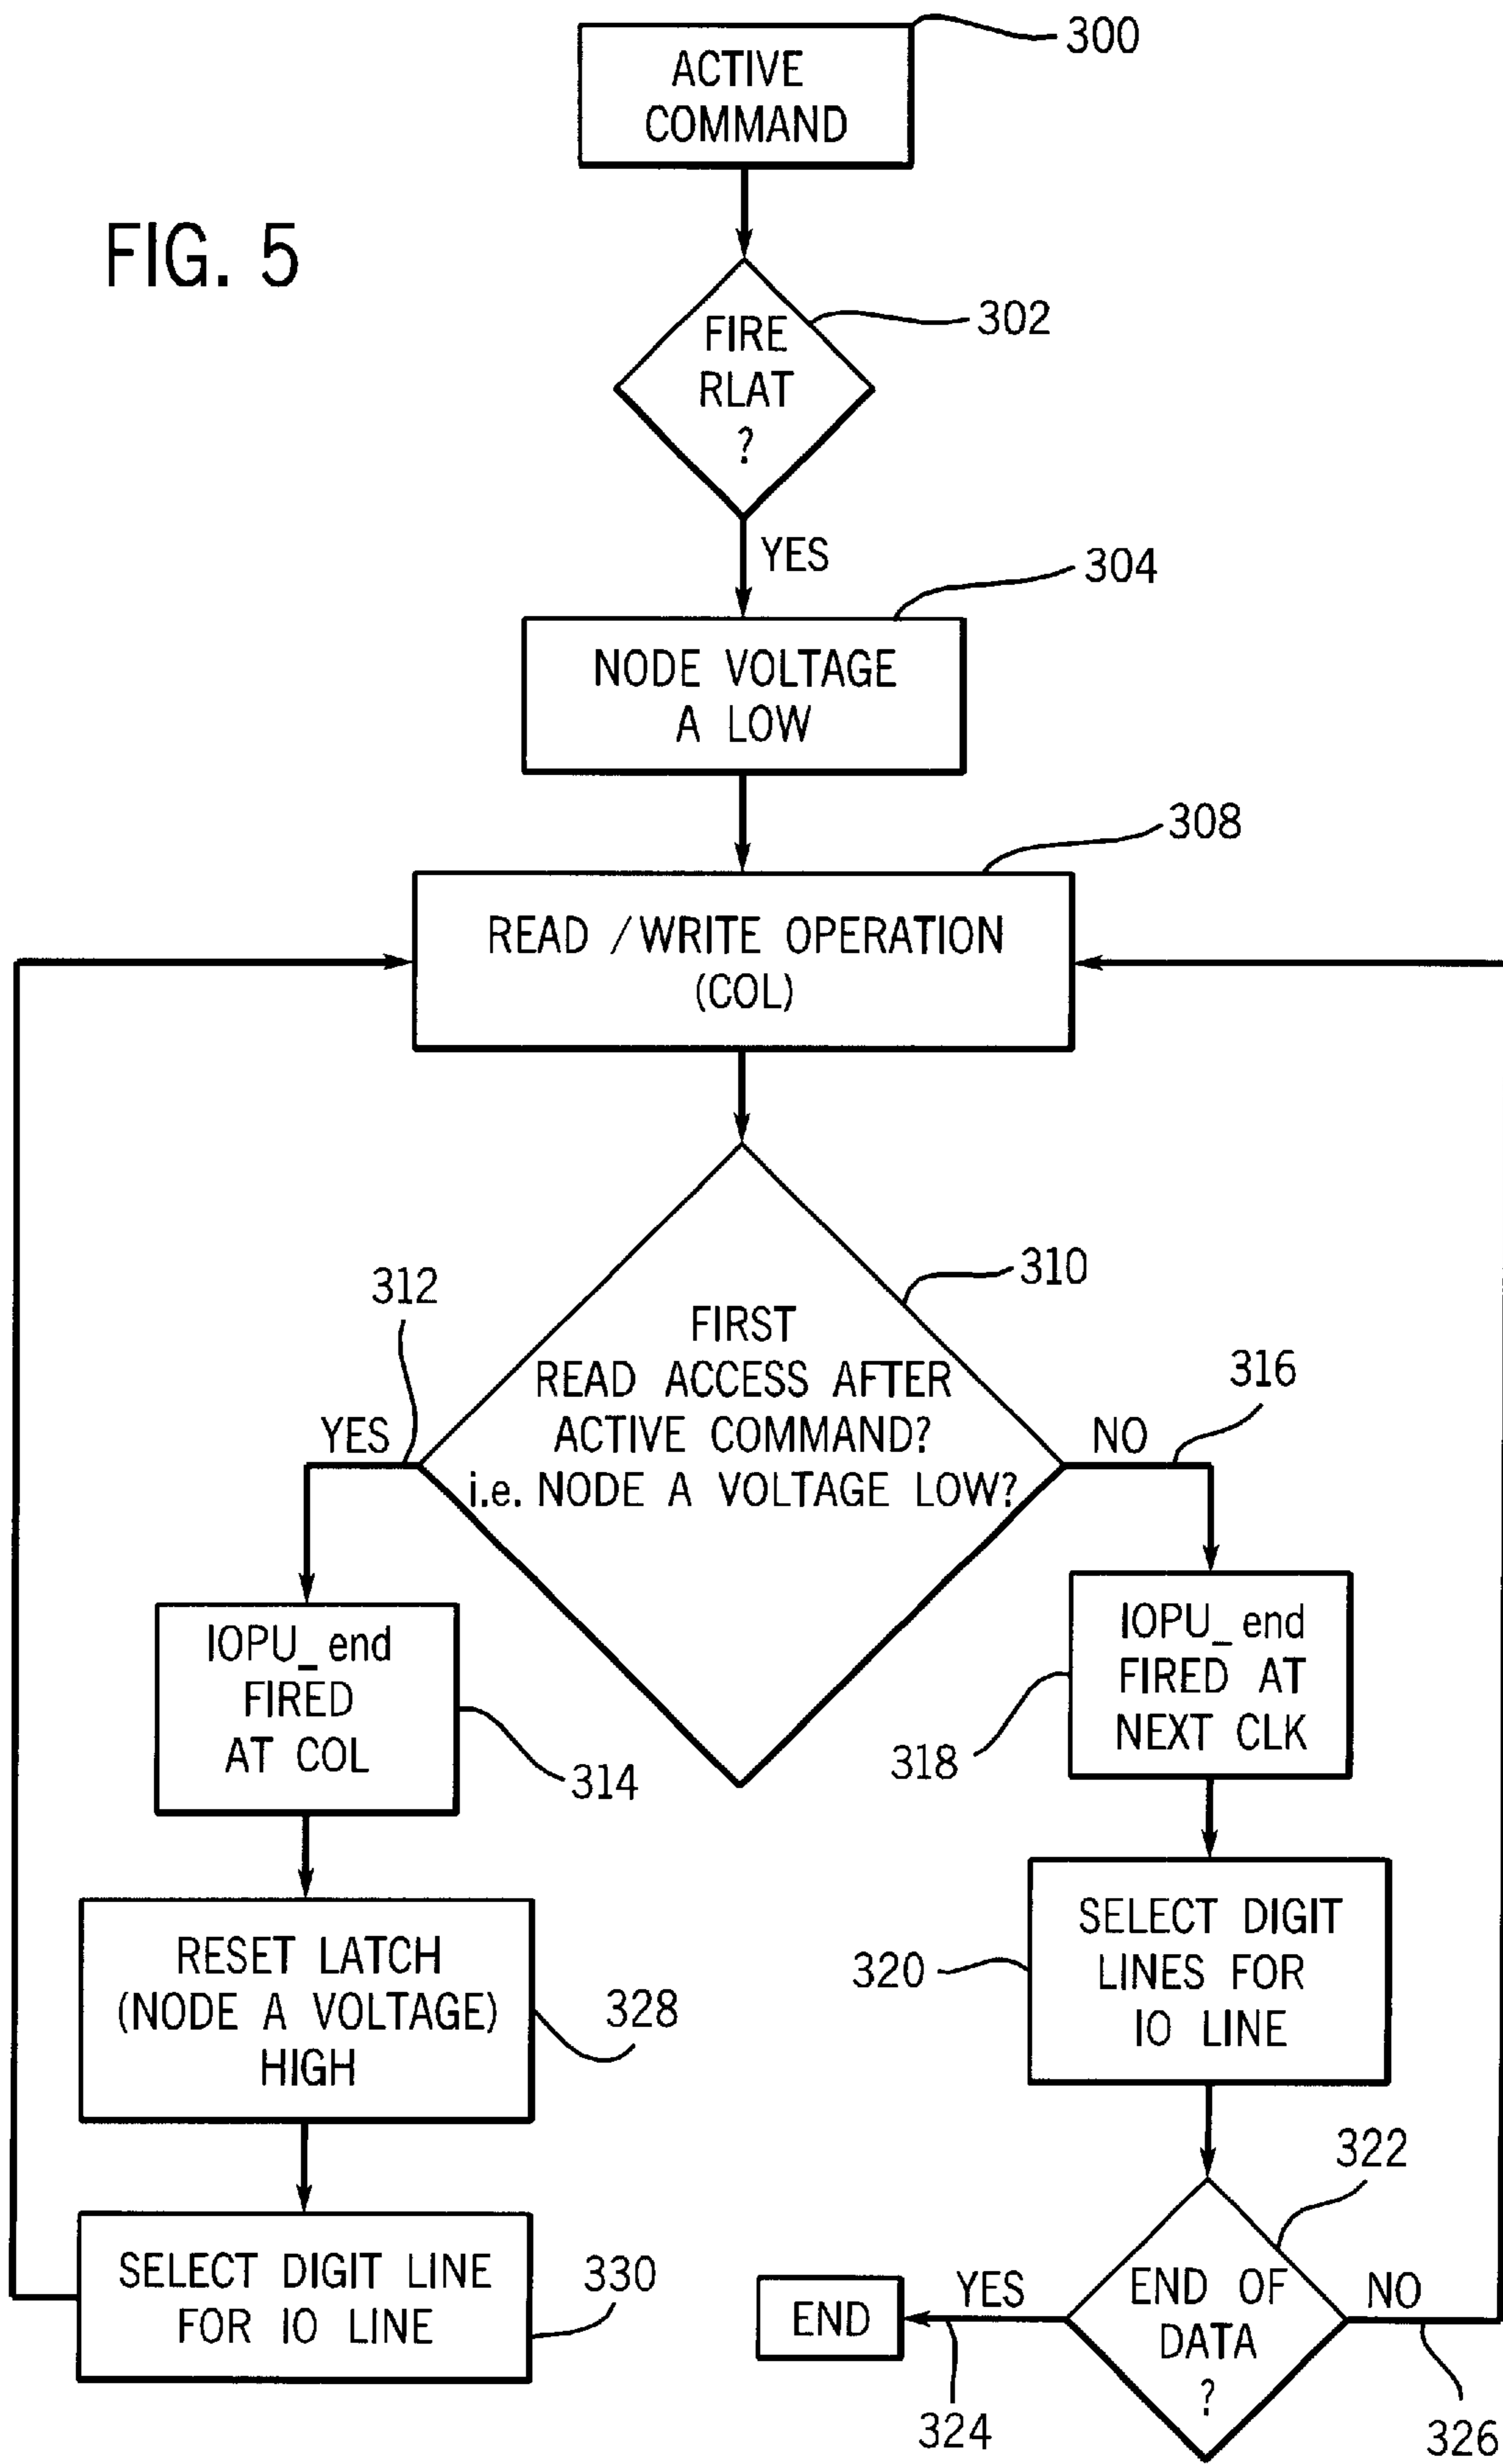 300
ACTIVE
COMMAND
FIG. 5
302
FIRE
RLAT
?
YES
304
NODE VOLTAGE
A LOW
308
READ /WRITE OPERATION
(COL)
310
312
FIRST
READ ACCESS AFTER
ACTIVE COMMAND?
i.e. NODE A VOLTAGE LOW?
YES
NO
316
IOPU_end
FIRED
AT COL
314
IOPU_end
FIRED AT
NEXT CLK
318
RESET LATCH
(NODE A VOLTAGE)
HIGH
328
SELECT DIGIT
LINES FOR
IO LINE
320
322
SELECT DIGIT LINE
FOR IO LINE
330
END
YES
END OF
DATA
?
NO
324
326